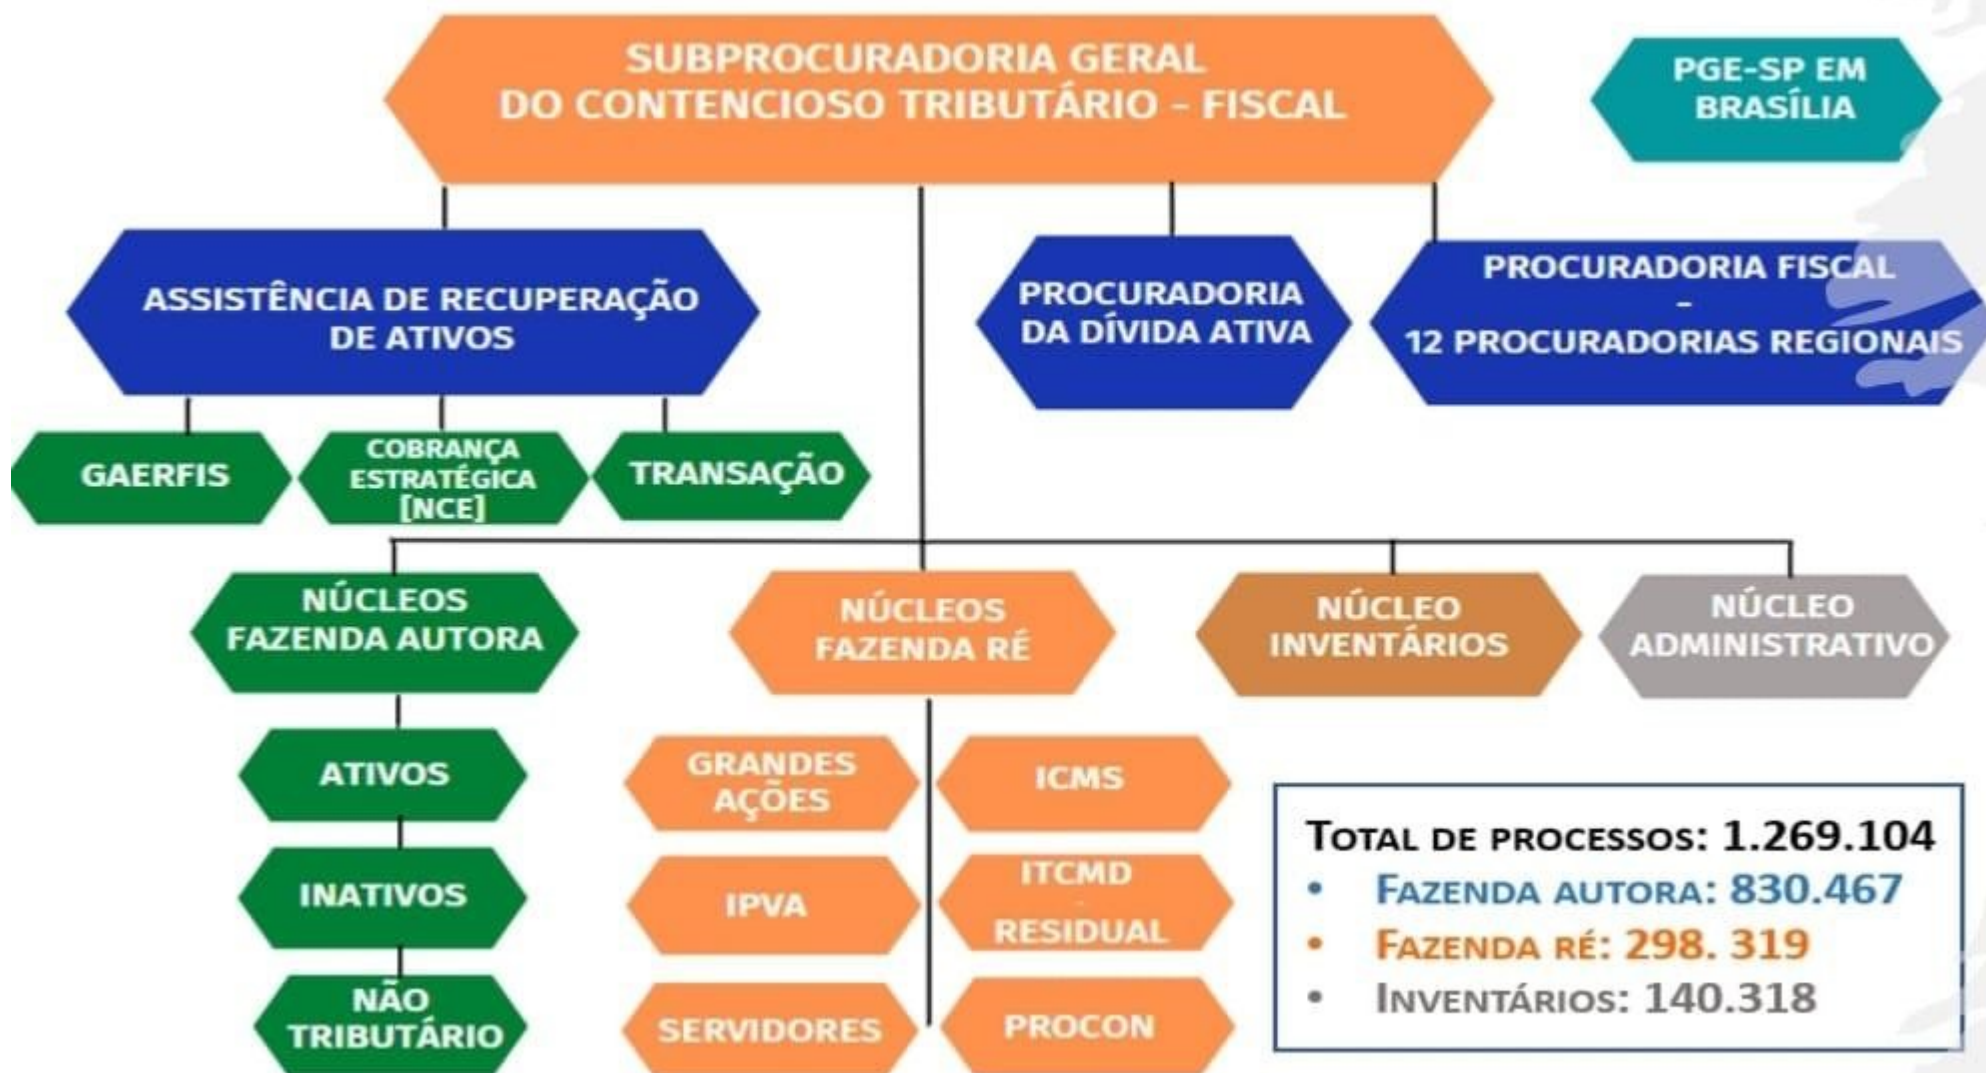 SUBPROCURADORIA GERAL
DO CONTENCIOSO TRIBUTÁRIO - FISCAL
PGE-SP EM
BRASÍLIA
ASSISTÊNCIA DE RECUPERAÇÃO
DE ATIVOS
PROCURADORIA
DA DÍVIDA ATIVA
PROCURADORIA FISCAL
-
12 PROCURADORIAS REGIONAIS
GAERFIS
COBRANÇA
ESTRATÉGICA
[NCE]
TRANSAÇÃO
NÚCLEOS
FAZENDA AUTORA
NÚCLEOS
FAZENDA RÉ
NÚCLEO
INVENTÁRIOS
NÚCLEO
ADMINISTRATIVO
ATIVOS
INATIVOS
NÃO
TRIBUTÁRIO
GRANDES
AÇÕES
ICMS
IPVA
ITCMD
-
RESIDUAL
SERVIDORES
PROCON
TOTAL DE PROCESSOS: 1.269.104
• FAZENDA AUTORA: 830.467
• FAZENDA RÉ: 298. 319
• INVENTÁRIOS: 140.318